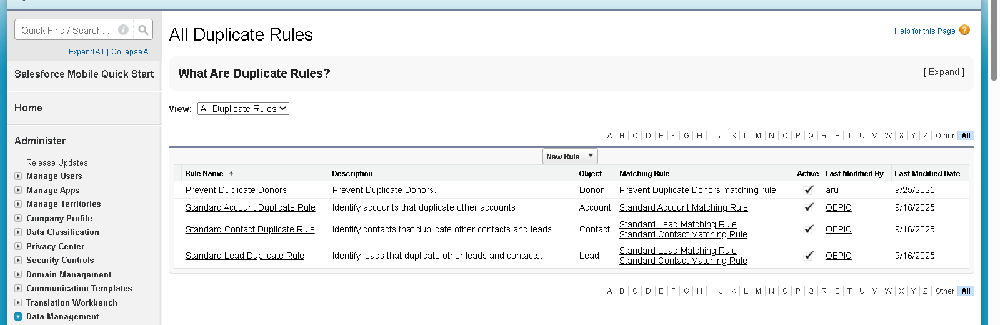 Quick Find / Search...
Expand All | Collapse All
Salesforce Mobile Quick Start
Home
Administer
Release Updates
Manage Users
Manage Apps
Manage Territories
Company Profile
Data Classification
Privacy Center
Security Controls
Domain Management
Communication Templates
Translation Workbench
Data Management
All Duplicate Rules
Help for this Page
What Are Duplicate Rules?
[ Expand ]
View: All Duplicate Rules
A B C D E F G H I J K L M N O P Q R S T U V W X Y Z Other All
New Rule
Rule Name Description Object Matching Rule Active Last Modified By Last Modified Date
Prevent Duplicate Donors Prevent Duplicate Donors. Donor Prevent Duplicate Donors matching rule aru 9/25/2025
Standard Account Duplicate Rule Identify accounts that duplicate other accounts. Account Standard Account Matching Rule OEPIC 9/16/2025
Standard Contact Duplicate Rule Identify contacts that duplicate other contacts and leads. Contact Standard Lead Matching Rule
Standard Contact Matching Rule OEPIC 9/16/2025
Standard Lead Duplicate Rule Identify leads that duplicate other leads and contacts. Lead Standard Lead Matching Rule
Standard Contact Matching Rule OEPIC 9/16/2025
A B C D E F G H I J K L M N O P Q R S T U V W X Y Z Other All